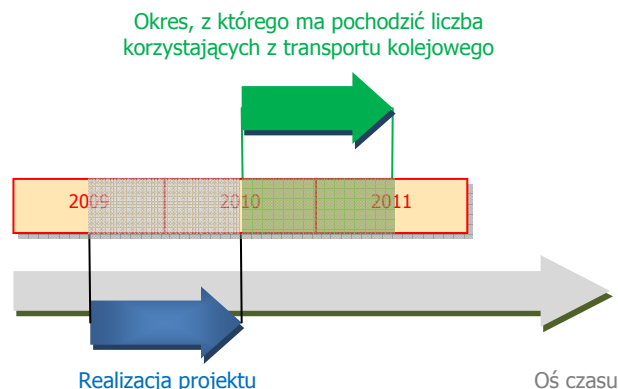 Okres, z którego ma pochodzić liczba
korzystających z transportu kolejowego
2009 2010 2011
Realizacja projektu
Oś czasu